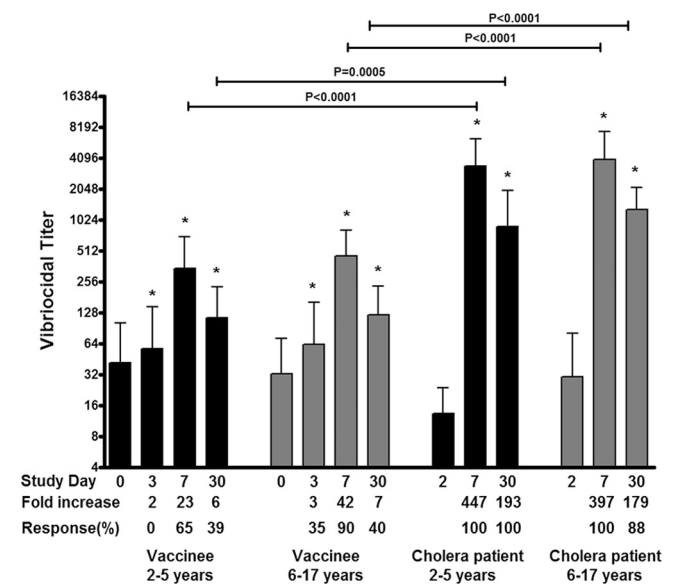 P<0.0001
P<0.0001
P=0.0005
P<0.0001
Vibriocidal Titer
16384
8192
4096
2048
1024
512
256
128
64
32
16
8
4
* * * * * * * * * *
Study Day 0 3 7 30 0 3 7 30 2 7 30 2 7 30
Fold increase 2 23 6 3 42 7 447 193 397 179
Response(%) 0 65 39 35 90 40 100 100 100 88
Vaccinee Vaccinee Cholera patient Cholera patient
2-5 years 6-17 years 2-5 years 6-17 years